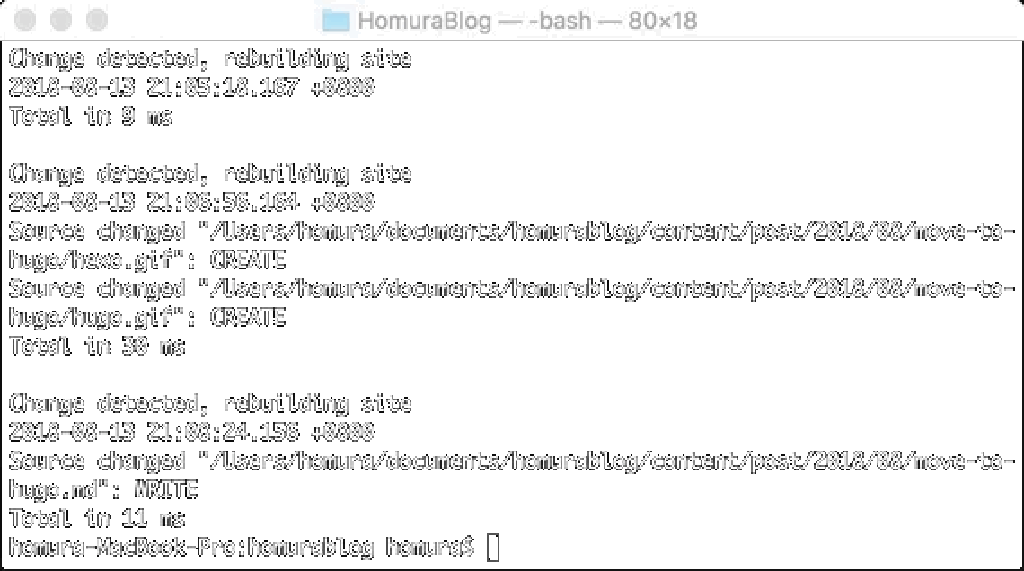 HomuraBlog — -bash — 80×18
Change detected, rebuilding site
2018-08-13 21:05:18.167 +0800
Total in 9 ms
Change detected, rebuilding site
2018-08-13 21:06:56.164 +0800
Source changed "/Users/homura/documents/homurablog/content/post/2018/08/move-to-
hugo/hexo.gif": CREATE
Source changed "/Users/homura/documents/homurablog/content/post/2018/08/move-to-
hugo/hugo.gif": CREATE
Total in 30 ms
Change detected, rebuilding site
2018-08-13 21:08:24.158 +0800
Source changed "/Users/homura/documents/homurablog/content/post/2018/08/move-to-
hugo.md": WRITE
Total in 11 ms
homura-MacBook-Pro:homurablog homura$